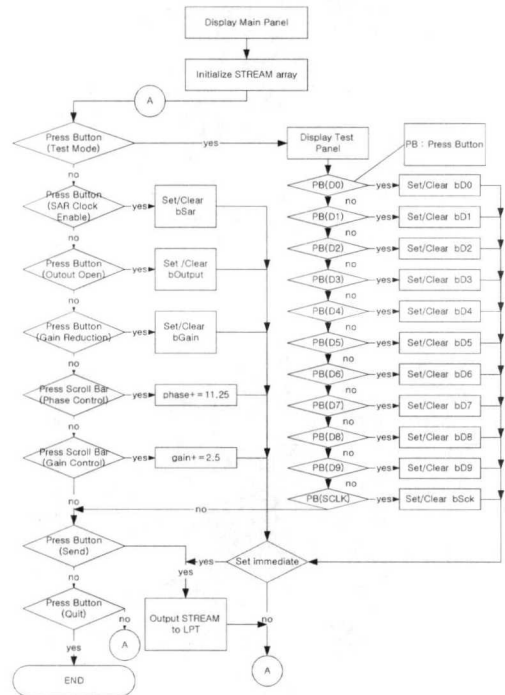 Display Main Panel
Initialize STREAM array
A
Press Button
(Test Mode)
yes
no
Display Test
Panel
PB : Press Button
Press Button
(SAR Clock
Enable)
yes
Set/Clear
bSar
no
Press Button
(Outout Open)
yes
Set /Clear
bOutput
no
Press Button
(Gain Reduction)
yes
Set/Clear
bGain
no
Press Scroll Bar
(Phase Control)
yes
phase+=11.25
no
Press Scroll Bar
(Gain Control)
yes
gain+=2.5
no
PB(D0)
yes
Set/Clear bD0
no
PB(D1)
yes
Set/Clear bD1
no
PB(D2)
yes
Set/Clear bD2
no
PB(D3)
yes
Set/Clear bD3
no
PB(D4)
yes
Set/Clear bD4
no
PB(D5)
yes
Set/Clear bD5
no
PB(D6)
yes
Set/Clear bD6
no
PB(D7)
yes
Set/Clear bD7
no
PB(D8)
yes
Set/Clear bD8
no
PB(D9)
yes
Set/Clear bD9
no
PB(SCLK)
yes
Set/Clear bSck
no
Press Button
(Send)
yes
no
Set immediate
yes
no
Output STREAM
to LPT
Press Button
(Quit)
no
A
yes
END
A